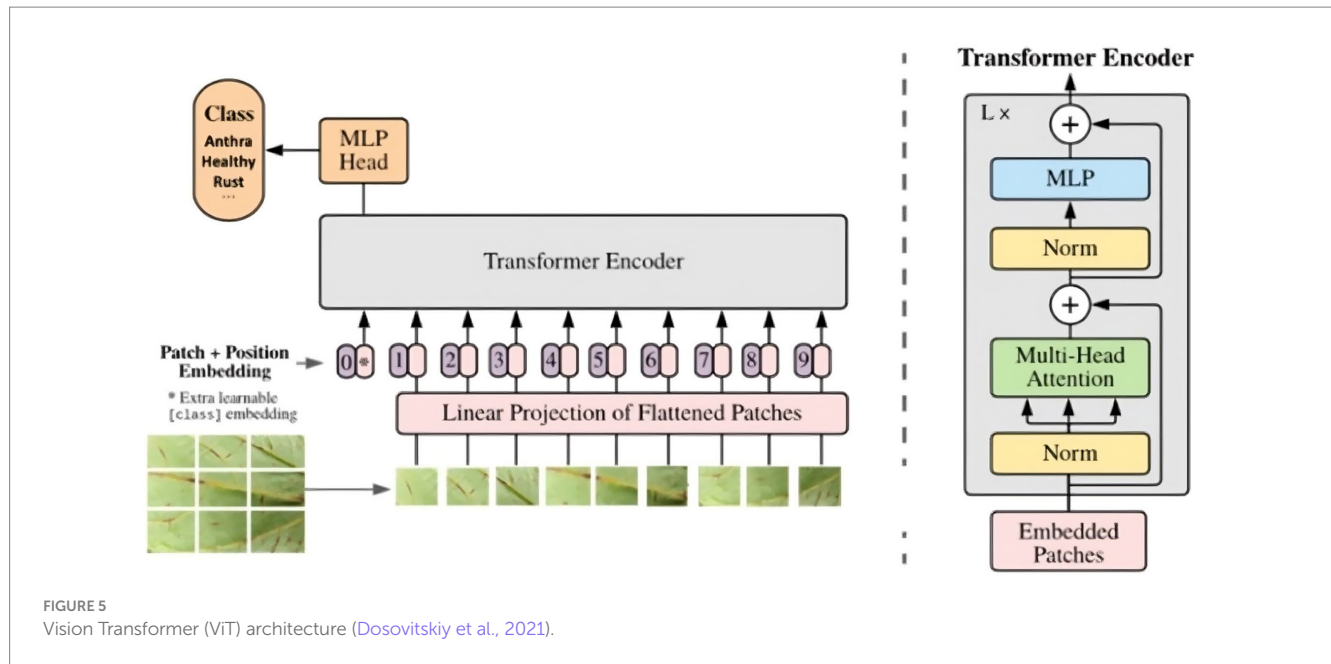 Class
Anthra
Healthy
Rust
...
MLP
Head
Transformer Encoder
Patch + Position
Embedding
* Extra learnable
[class] embedding
0 * 1 2 3 4 5 6 7 8 9
Linear Projection of Flattened Patches
Transformer Encoder
L ×
+
MLP
Norm
+
Multi-Head
Attention
Norm
Embedded
Patches
FIGURE 5
Vision Transformer (ViT) architecture (Dosovitskiy et al., 2021).